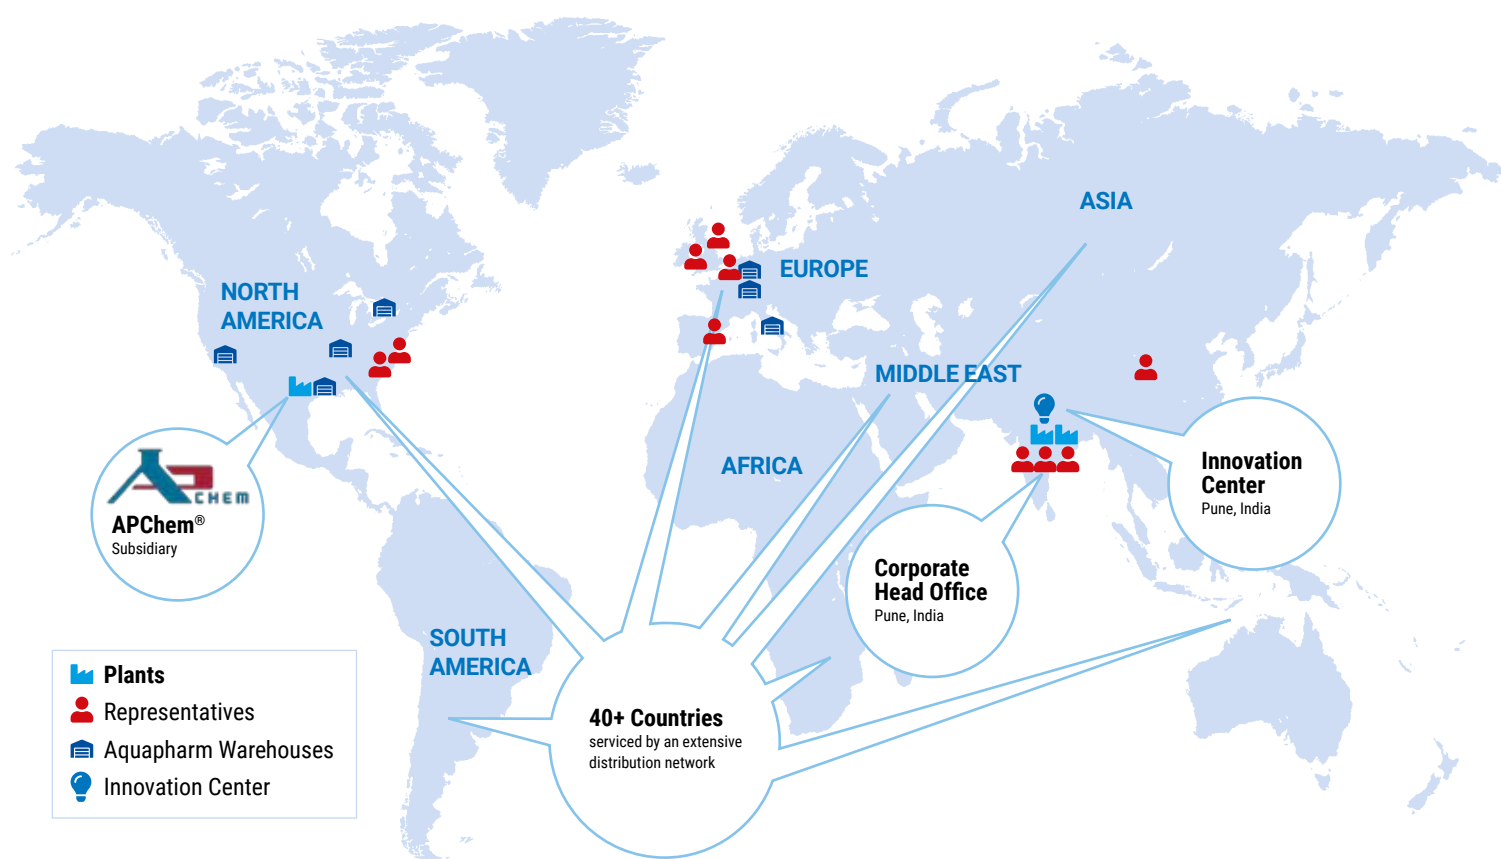 NORTH
AMERICA
EUROPE
ASIA
MIDDLE EAST
AFRICA
SOUTH
AMERICA
AP
CHEM
APChem®
Subsidiary
Innovation
Center
Pune, India
Corporate
Head Office
Pune, India
40+ Countries
serviced by an extensive
distribution network
Plants
Representatives
Aquapharm Warehouses
Innovation Center